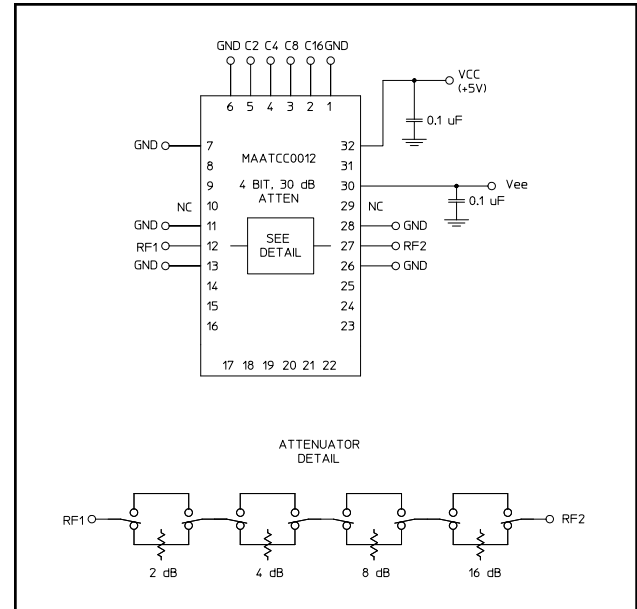 GND C2 C4 C8 C16 GND
6 5 4 3 2 1
VCC
(+5V)
0.1 uF
GND 7 32
MAATCC0012
8 31
9 4 BIT, 30 dB 30 Vee
ATTEN
0.1 uF
NC 10 29 NC
GND 11 28 GND
SEE
RF1 12 27 RF2
DETAIL
GND 13 26 GND
14 25
15 24
16 23
17 18 19 20 21 22
ATTENUATOR
DETAIL
RF1 RF2
2 dB 4 dB 8 dB 16 dB